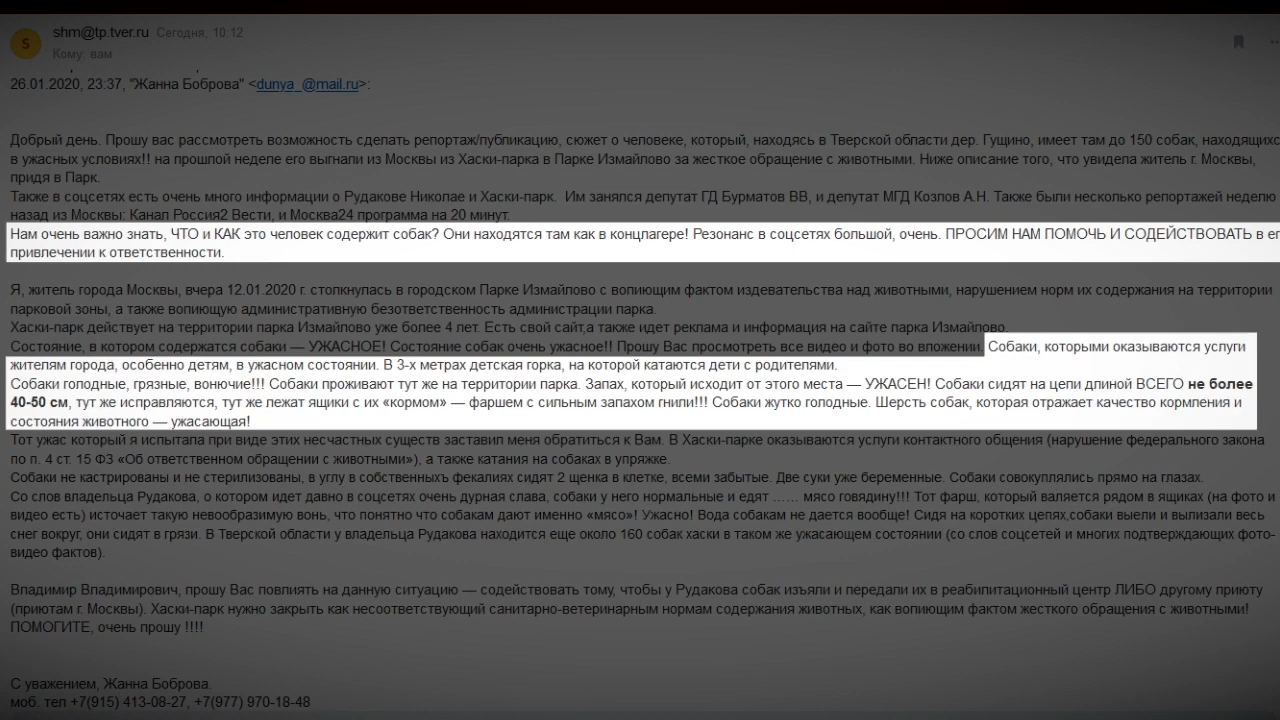 S
shm@tp.tver.ru Сегодня, 10:12
Кому: вам
26.01.2020, 23:37, "Жанна Боброва" <dunya_@mail.ru>:
Добрый день. Прошу вас рассмотреть возможность сделать репортаж/публикацию, сюжет о человеке, который, находясь в Тверской области дер. Гущино, имеет там до 150 собак, находящихс
в ужасных условиях!! на прошлой неделе его выгнали из Москвы из Хаски-парка в Парке Измайлово за жесткое обращение с животными. Ниже описание того, что увидела житель г. Москвы,
придя в Парк.
Также в соцсетях есть очень много информации о Рудакове Николае и Хаски-парк. Им занялся депутат ГД Бурматов ВВ, и депутат МГД Козлов А.Н. Также были несколько репортажей неделю
назад из Москвы: Канал Россия2 Вести, и Москва24 программа на 20 минут.
Нам очень важно знать, ЧТО и КАК это человек содержит собак? Они находятся там как в концлагере! Резонанс в соцсетях большой, очень. ПРОСИМ НАМ ПОМОЧЬ И СОДЕЙСТВОВАТЬ в ег
привлечении к ответственности.
Я, житель города Москвы, вчера 12.01.2020 г. столкнулась в городском Парке Измайлово с вопиющим фактом издевательства над животными, нарушением норм их содержания на территории
парковой зоны, а также вопиющую административную безответственность администрации парка.
Хаски-парк действует на территории парка Измайлово уже более 4 лет. Есть свой сайт,а также идет реклама и информация на сайте парка Измайлово.
Состояние, в котором содержатся собаки — УЖАСНОЕ! Состояние собак очень ужасное!! Прошу Вас просмотреть все видео и фото во вложении. Собаки, которыми оказываются услуги
жителям города, особенно детям, в ужасном состоянии. В 3-х метрах детская горка, на которой катаются дети с родителями.
Собаки голодные, грязные, вонючие!!! Собаки проживают тут же на территории парка. Запах, который исходит от этого места — УЖАСЕН! Собаки сидят на цепи длиной ВСЕГО не более
40-50 см, тут же исправляются, тут же лежат ящики с их «кормом» — фаршем с сильным запахом гнили!!! Собаки жутко голодные. Шерсть собак, которая отражает качество кормления и
состояния животного — ужасающая!
Тот ужас который я испытала при виде этих несчастных существ заставил меня обратиться к Вам. В Хаски-парке оказываются услуги контактного общения (нарушение федерального закона
по п. 4 ст. 15 ФЗ «Об ответственном обращении с животными»), а также катания на собаках в упряжке.
Собаки не кастрированы и не стерилизованы, в углу в собственныхъ фекалиях сидят 2 щенка в клетке, всеми забытые. Две суки уже беременные. Собаки совокуплялись прямо на глазах.
Со слов владельца Рудакова, о котором идет давно в соцсетях очень дурная слава, собаки у него нормальные и едят …… мясо говядину!!! Тот фарш, который валяется рядом в ящиках (на фото и
видео есть) источает такую невообразимую вонь, что понятно что собакам дают именно «мясо»! Ужасно! Вода собакам не дается вообще! Сидя на коротких цепях,собаки выели и вылизали весь
снег вокруг, они сидят в грязи. В Тверской области у владельца Рудакова находится еще около 160 собак хаски в таком же ужасающем состоянии (со слов соцсетей и многих подтверждающих фото-
видео фактов).
Владимир Владимирович, прошу Вас повлиять на данную ситуацию — содействовать тому, чтобы у Рудакова собак изъяли и передали их в реабилитационный центр ЛИБО другому приюту
(приютам г. Москвы). Хаски-парк нужно закрыть как несоответствующий санитарно-ветеринарным нормам содержания животных, как вопиющим фактом жесткого обращения с животными!
ПОМОГИТЕ, очень прошу !!!!
С уважением, Жанна Боброва.
моб. тел +7(915) 413-08-27, +7(977) 970-18-48